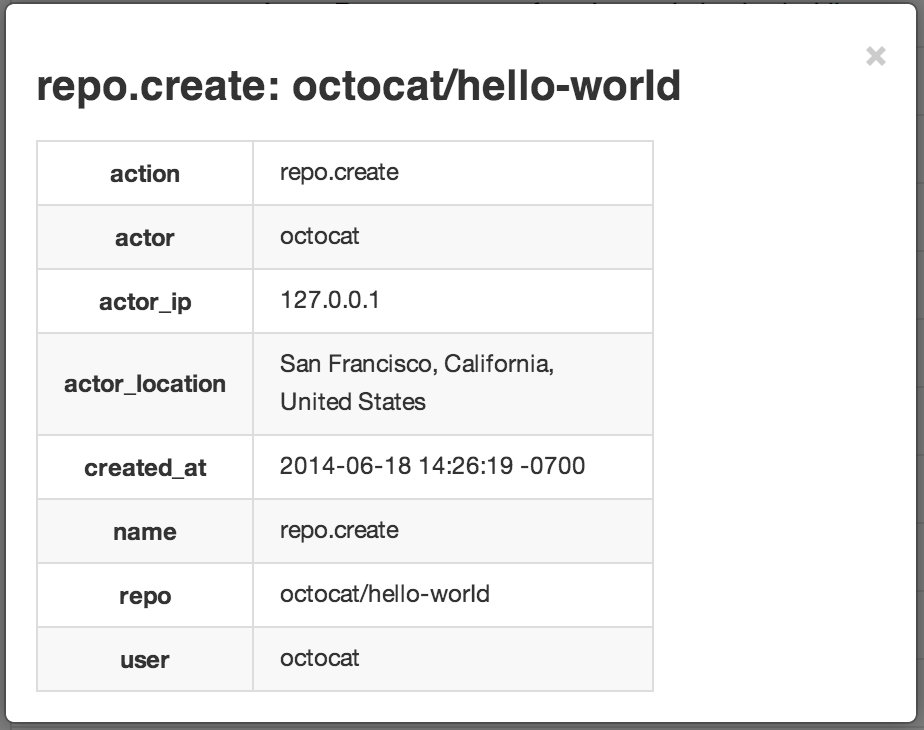 repo.create: octocat/hello-world
action repo.create
actor octocat
actor_ip 127.0.0.1
actor_location San Francisco, California,
United States
created_at 2014-06-18 14:26:19 -0700
name repo.create
repo octocat/hello-world
user octocat